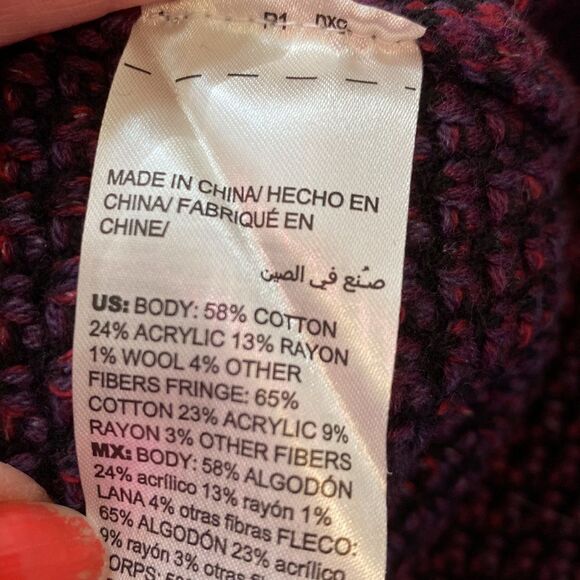 MADE IN CHINA/ HECHO EN
CHINA/ FABRIQUÉ EN
CHINE/
صنع في الصين
US: BODY: 58% COTTON
24% ACRYLIC 13% RAYON
1% WOOL 4% OTHER
FIBERS FRINGE: 65%
COTTON 23% ACRYLIC 9%
RAYON 3% OTHER FIBERS
MX: BODY: 58% ALGODÓN
24% acrílico 13% rayón 1%
LANA 4% otras fibras FLECO:
65% ALGODÓN 23% acrílico
9% rayón 3% otras